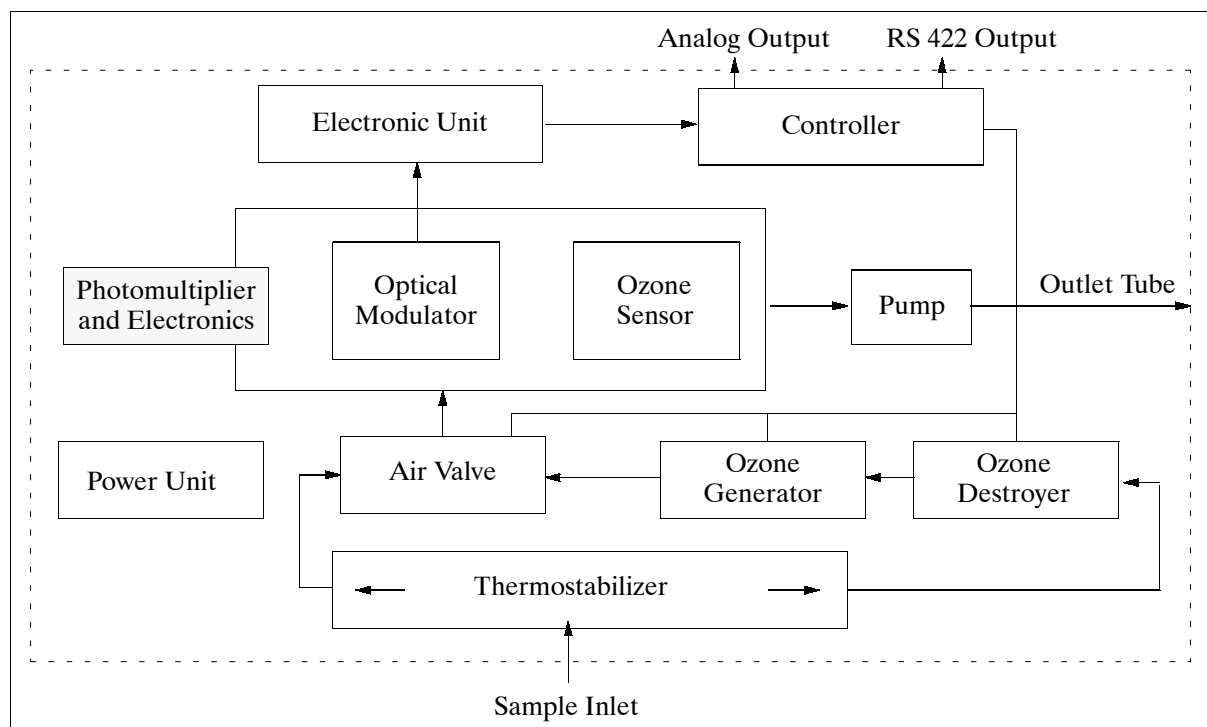 Analog Output
RS 422 Output
Electronic Unit
Controller
Photomultiplier
and Electronics
Optical
Modulator
Ozone
Sensor
Pump
Outlet Tube
Power Unit
Air Valve
Ozone
Generator
Ozone
Destroyer
Thermostabilizer
Sample Inlet